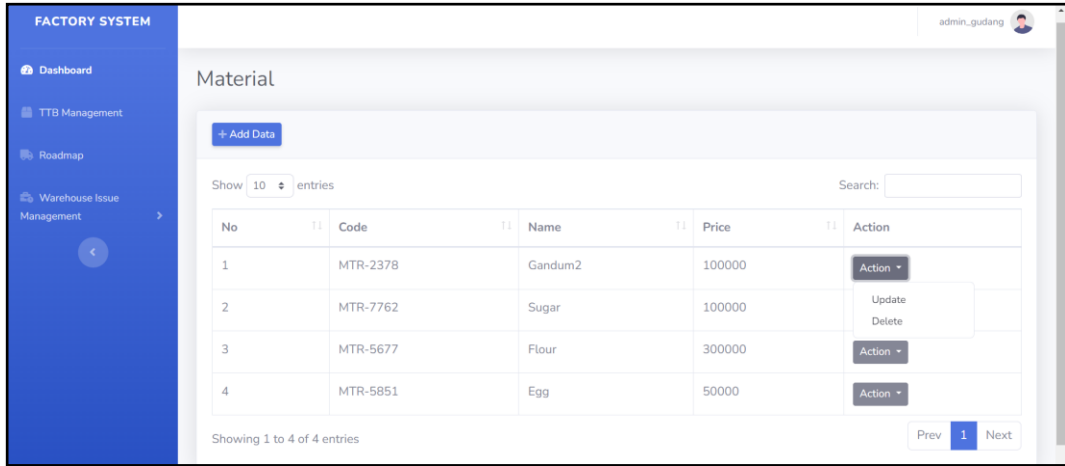 FACTORY SYSTEM
admin_gudang
Dashboard
TTB Management
Roadmap
Warehouse Issue
Management
Material
+ Add Data
Show 10 entries
Search:
No Code Name Price Action
1 MTR-2378 Gandum2 100000 Action
Update
Delete
2 MTR-7762 Sugar 100000
3 MTR-5677 Flour 300000 Action
4 MTR-5851 Egg 50000 Action
Showing 1 to 4 of 4 entries
Prev 1 Next